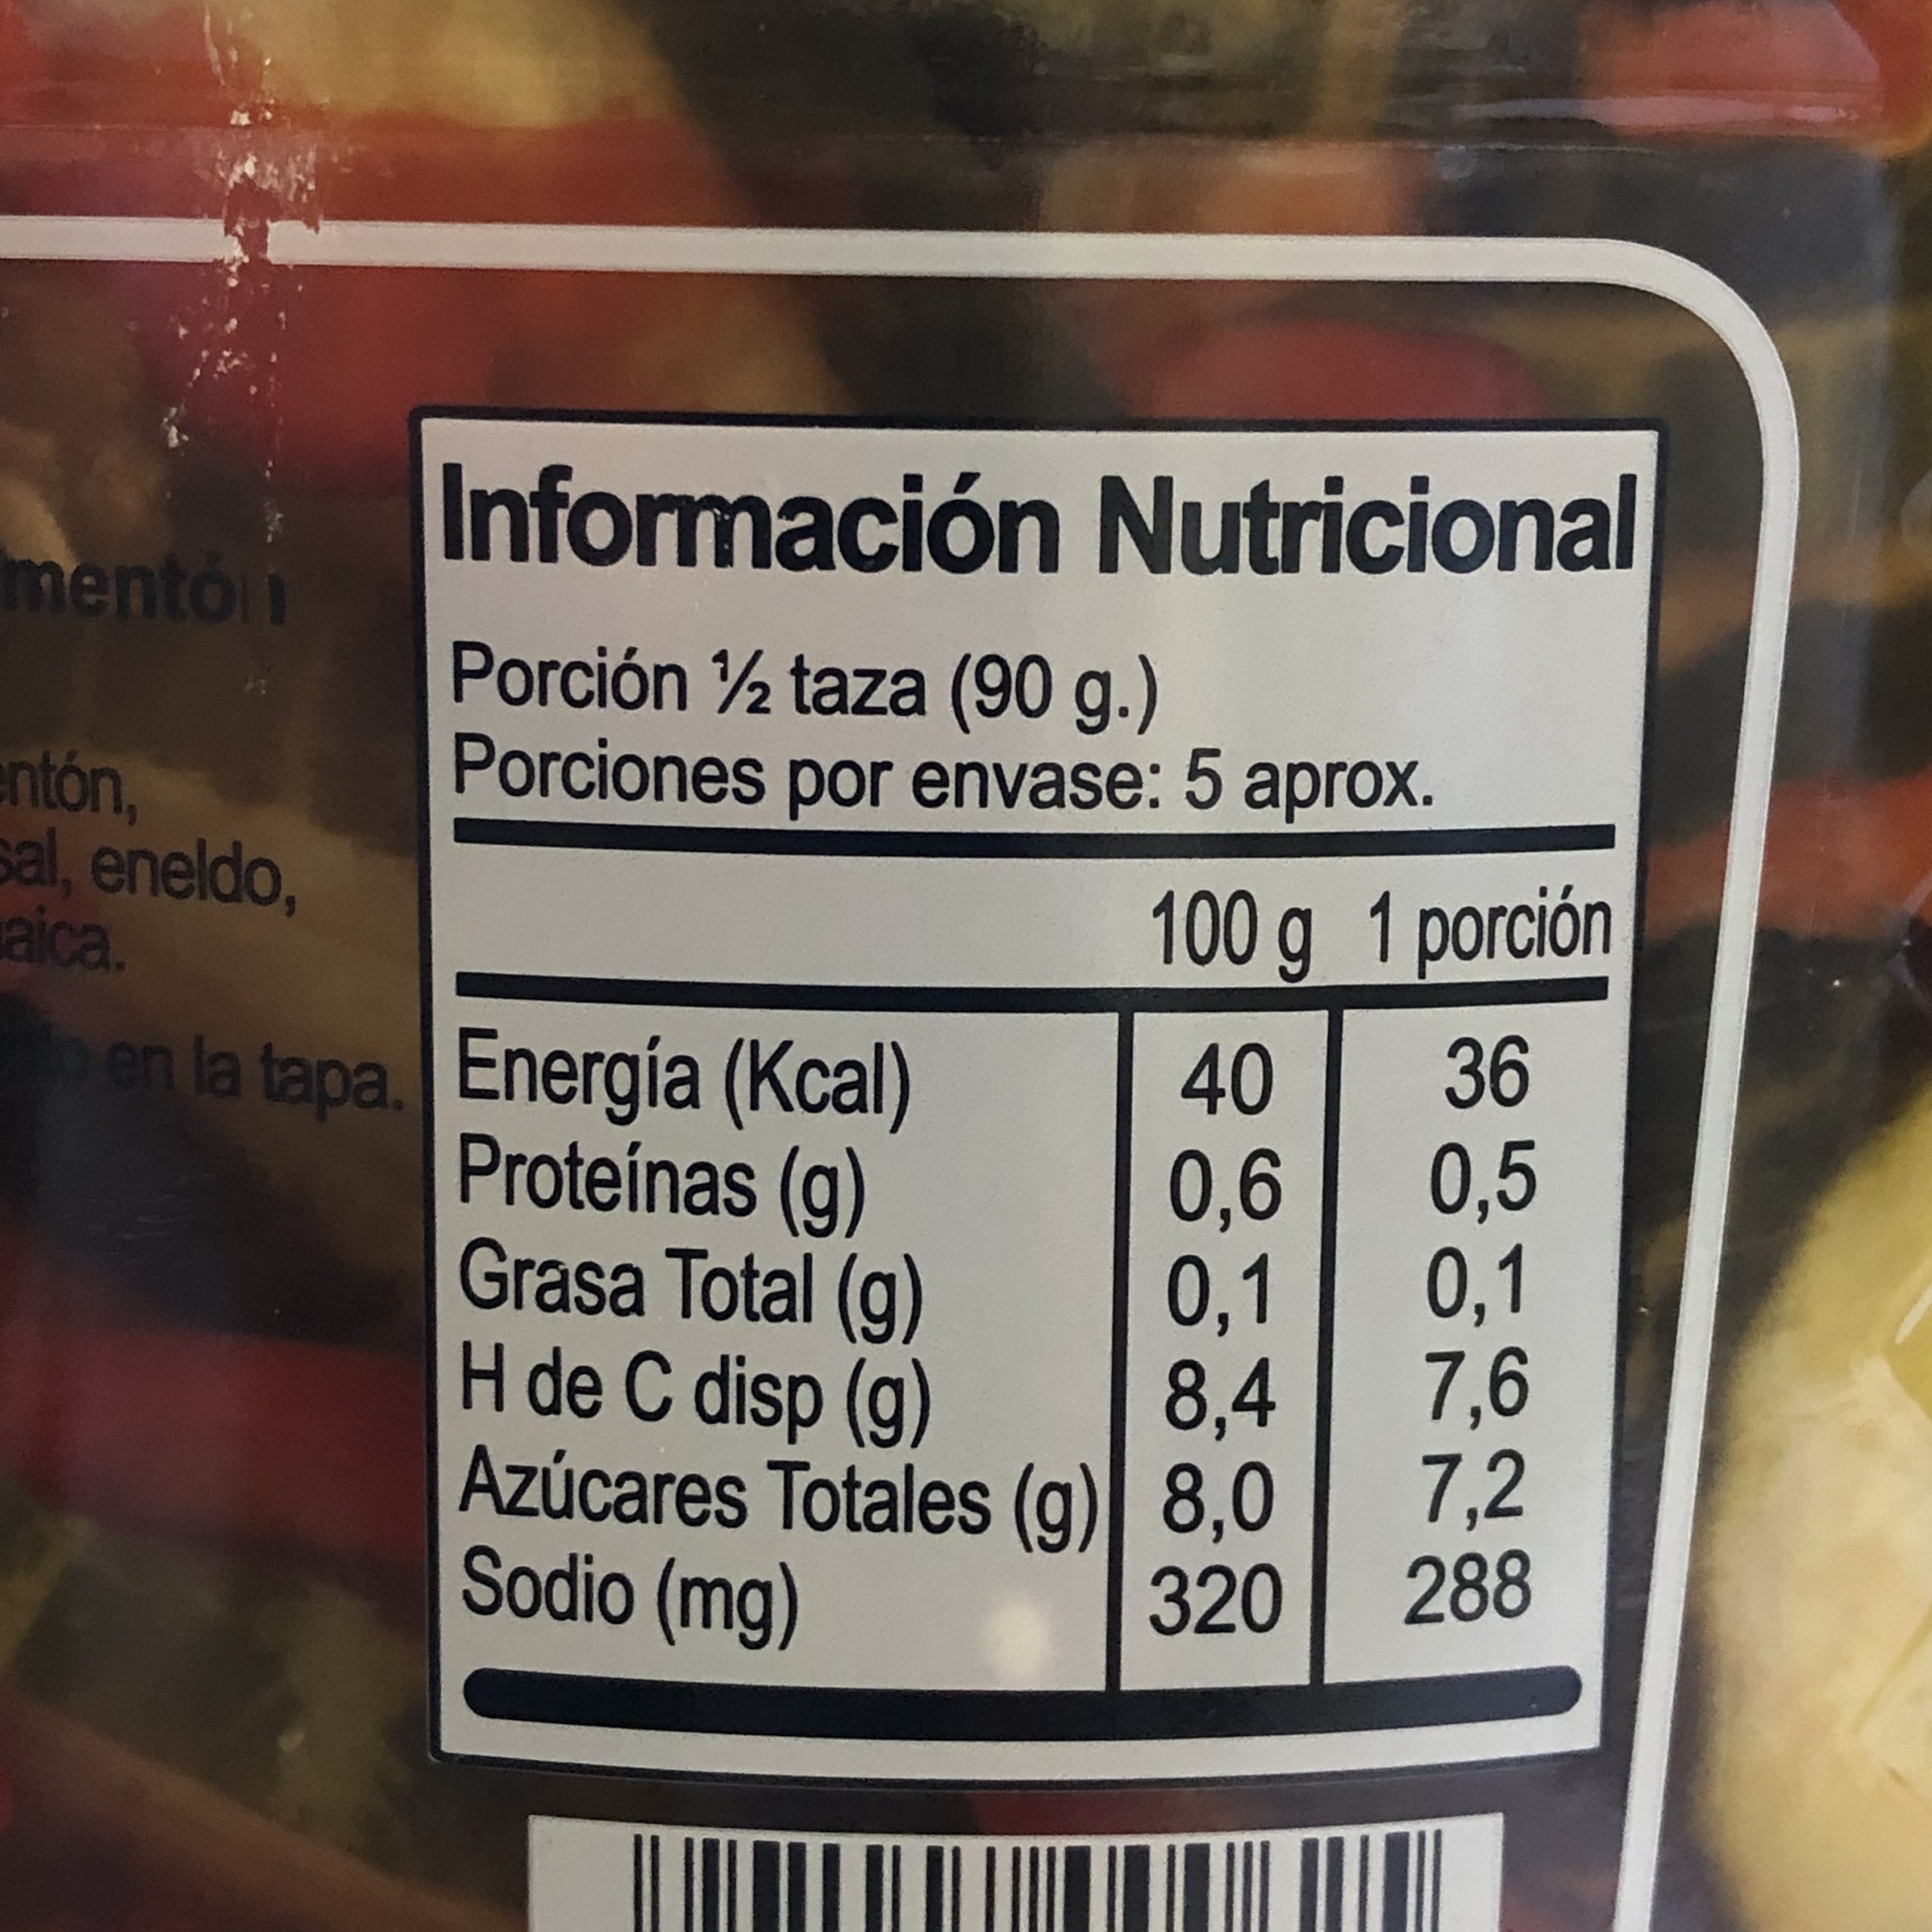 Información Nutricional
Porción ½ taza (90 g.)
Porciones por envase: 5 aprox.
100 g 1 porción
Energía (Kcal) 40 36
Proteínas (g) 0,6 0,5
Grasa Total (g) 0,1 0,1
H de C disp (g) 8,4 7,6
Azúcares Totales (g) 8,0 7,2
Sodio (mg) 320 288
mentón
entón,
sal, eneldo,
aica.
en la tapa.